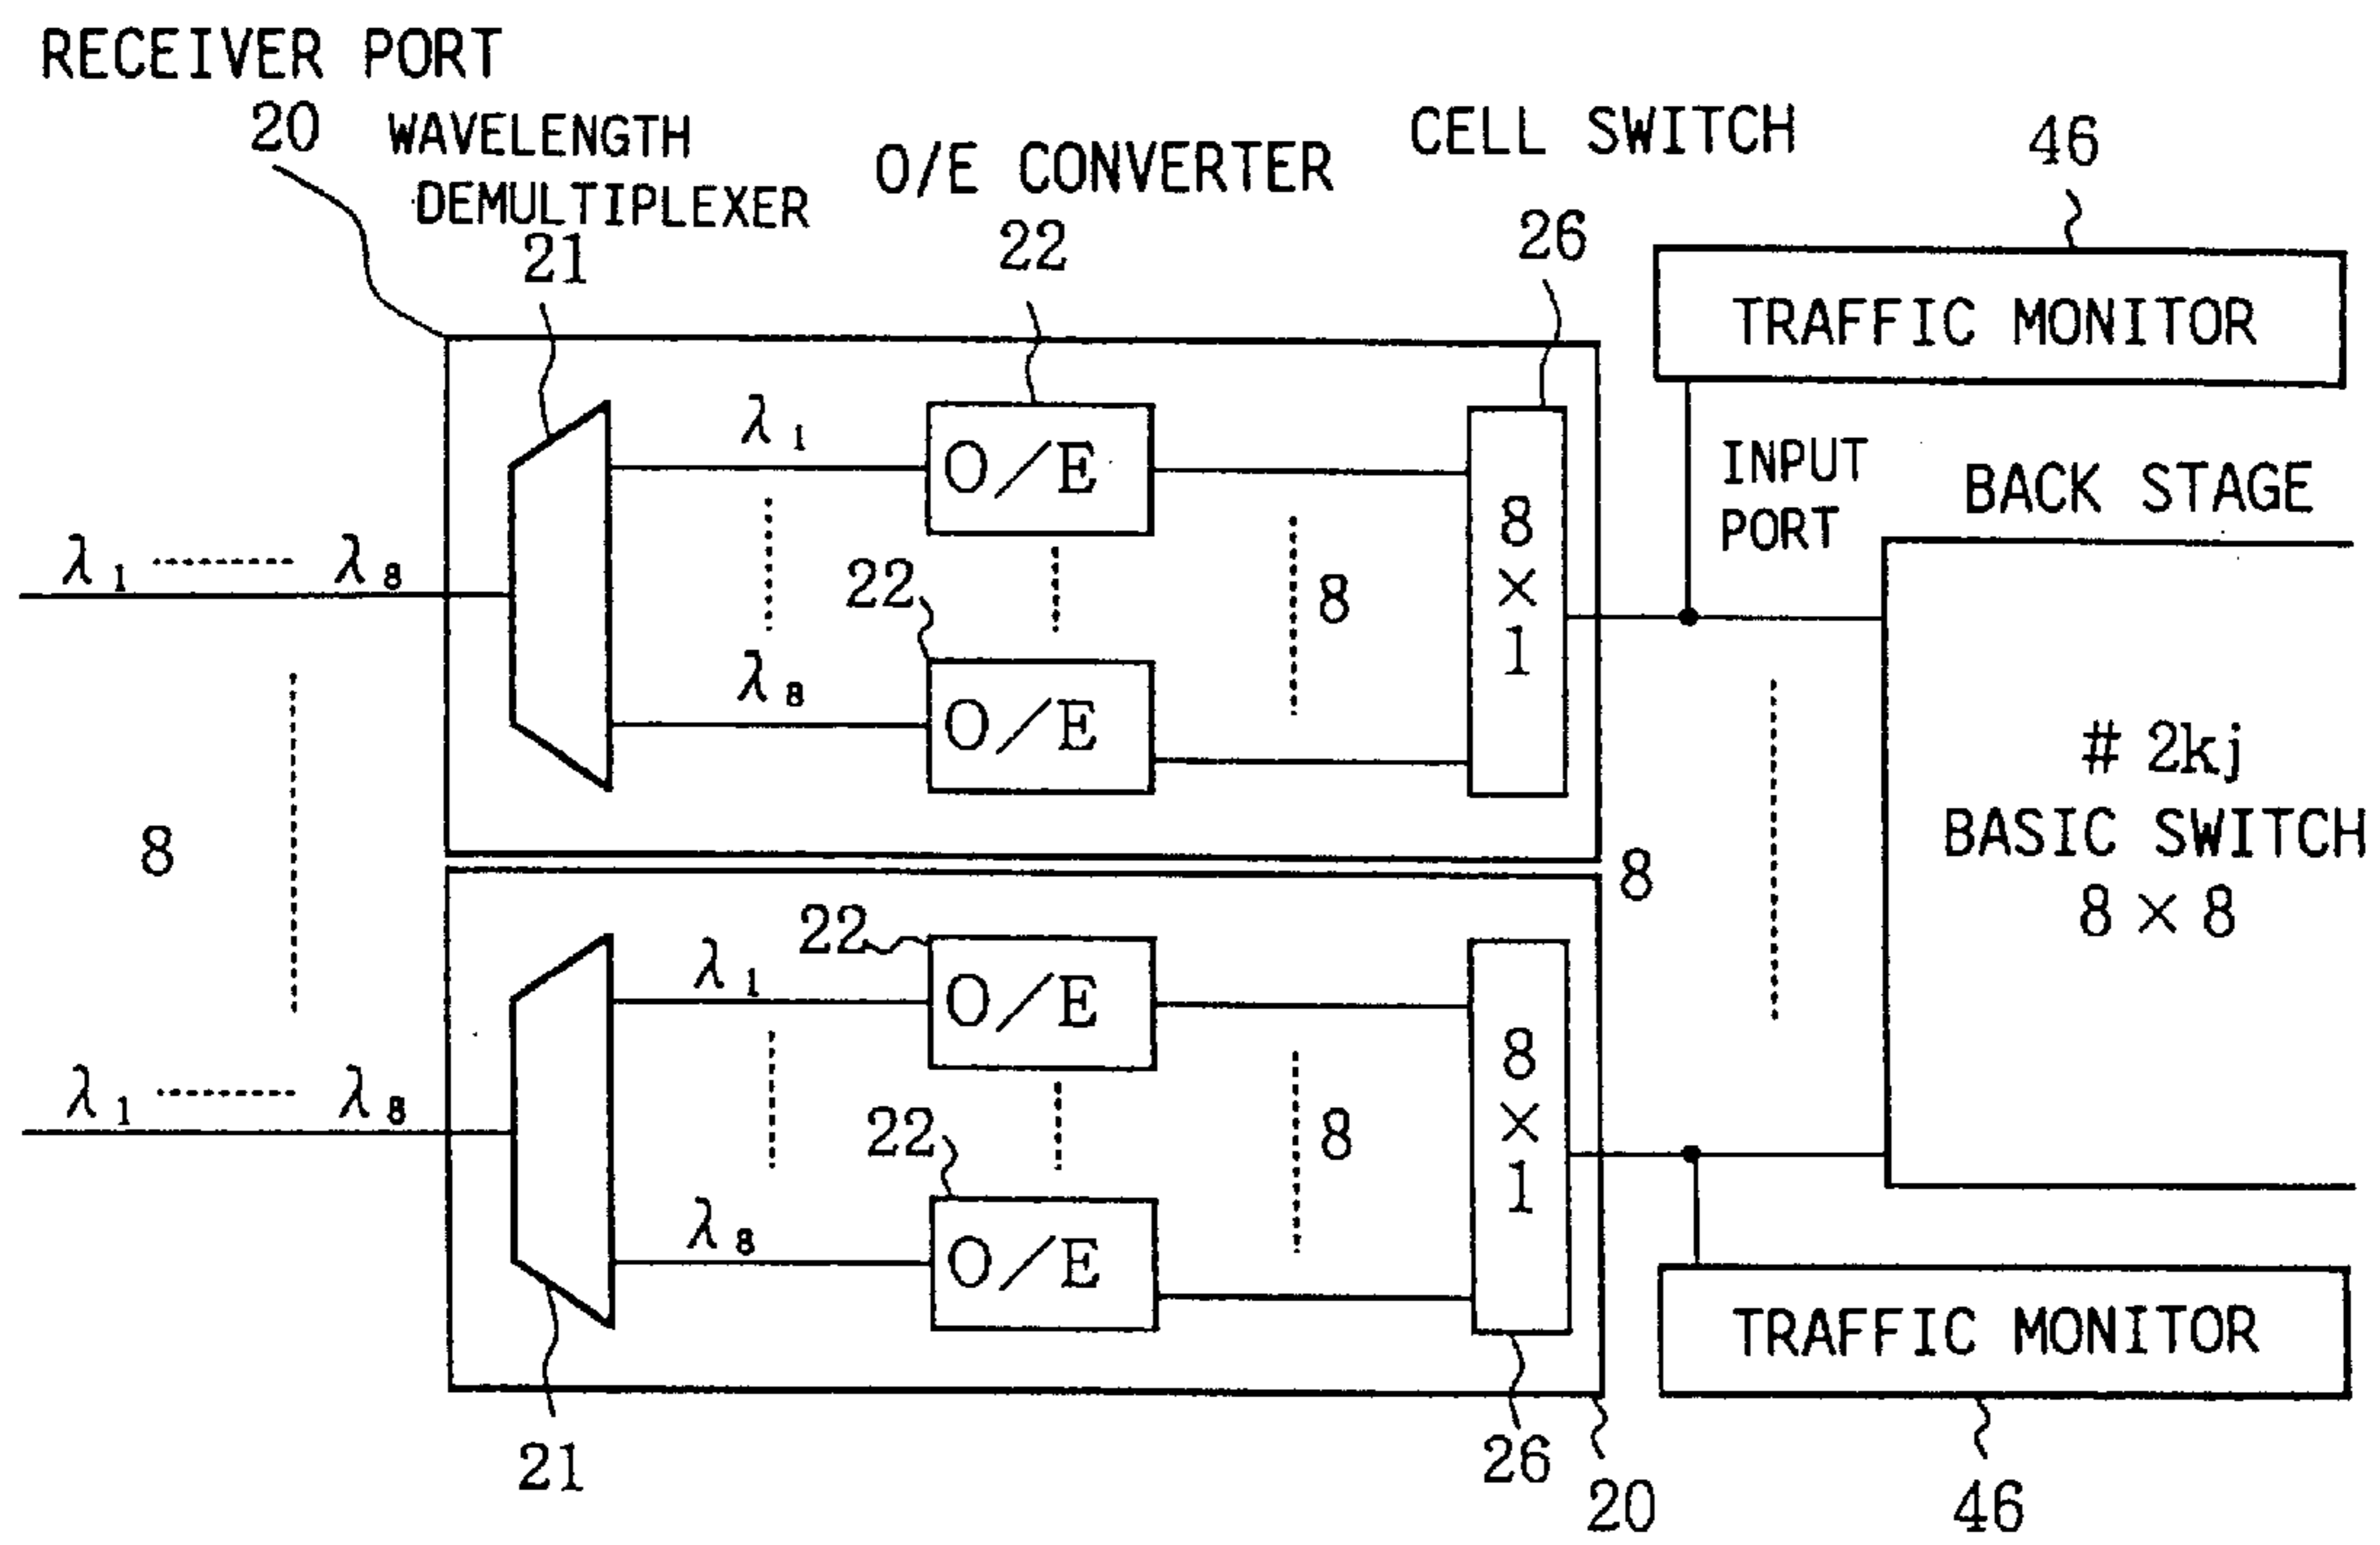 RECEIVER PORT
20
WAVELENGTH
DEMULTIPLEXER
21
O/E CONVERTER
22
CELL SWITCH
26
46
TRAFFIC MONITOR
INPUT
PORT
BACK STAGE
λ1 λ8
λ1
O/E
22
λ8
O/E
8
8×1
# 2kj
BASIC SWITCH
8×8
8
8
λ1 λ8
22
λ1
O/E
22
λ8
O/E
8
8×1
TRAFFIC MONITOR
21
26
20
46